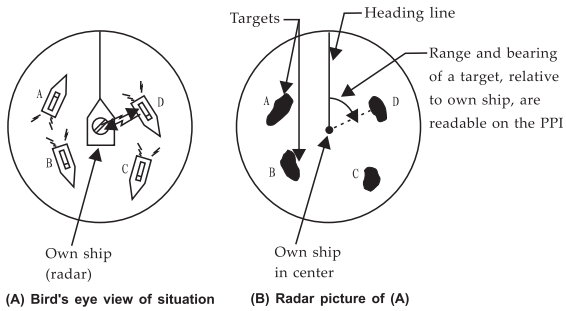 Targets
Heading line
Range and bearing
of a target, relative
to own ship, are
readable on the PPI
A
D
B
C
A
D
B
C
Own ship
(radar)
Own ship
in center
(A) Bird's eye view of situation
(B) Radar picture of (A)